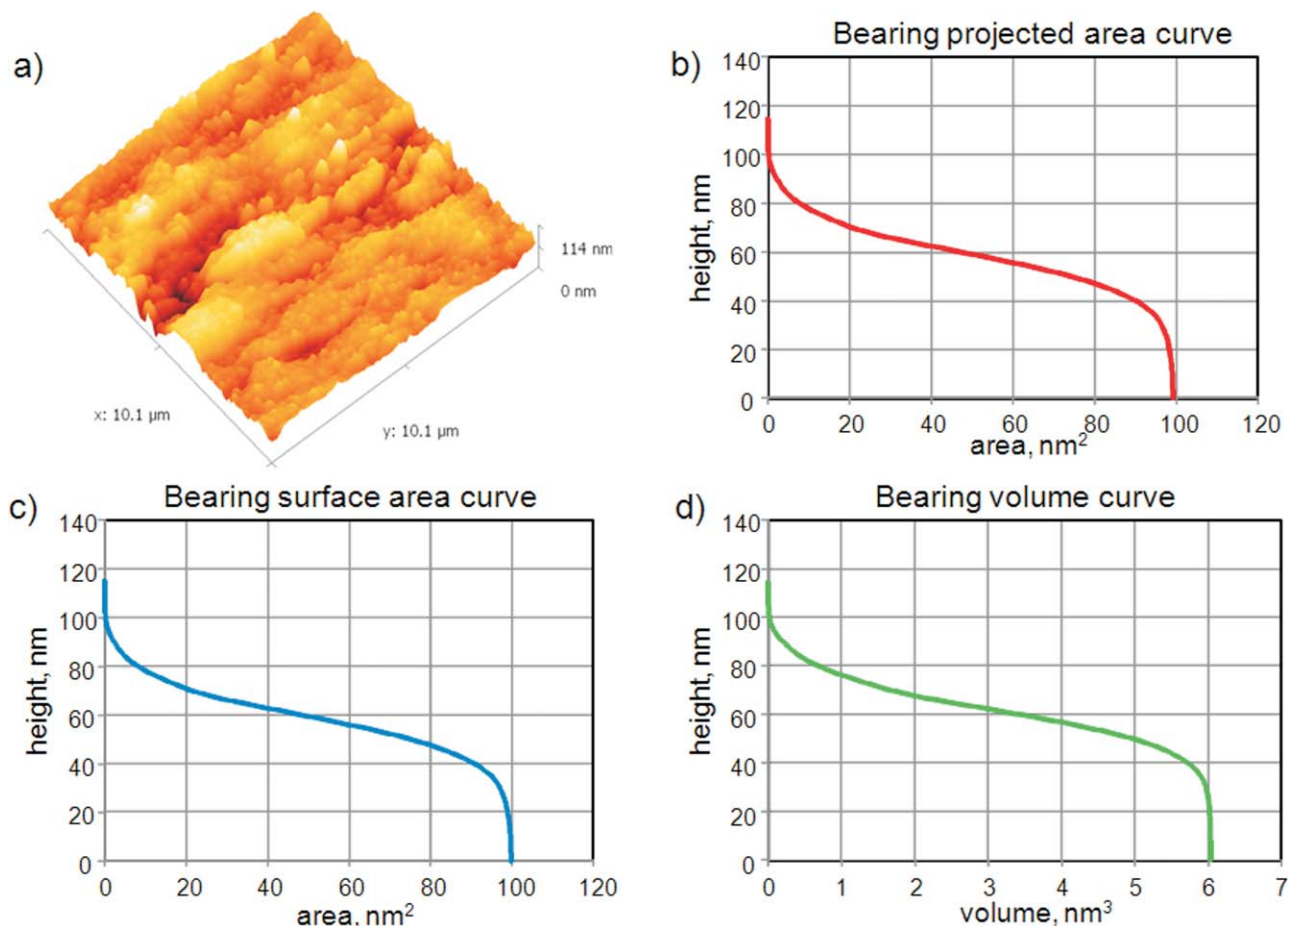 a)
114 nm
0 nm
x: 10.1 µm
y: 10.1 µm
b)
Bearing projected area curve
140
120
100
80
60
40
20
0
height, nm
0 20 40 60 80 100 120
area, nm²
c)
Bearing surface area curve
140
120
100
80
60
40
20
0
height, nm
0 20 40 60 80 100 120
area, nm²
d)
Bearing volume curve
140
120
100
80
60
40
20
0
height, nm
0 1 2 3 4 5 6 7
volume, nm³